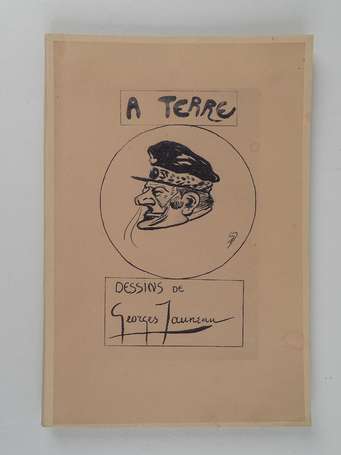 A TERRE
DESSINS DE
Georges Jauneau